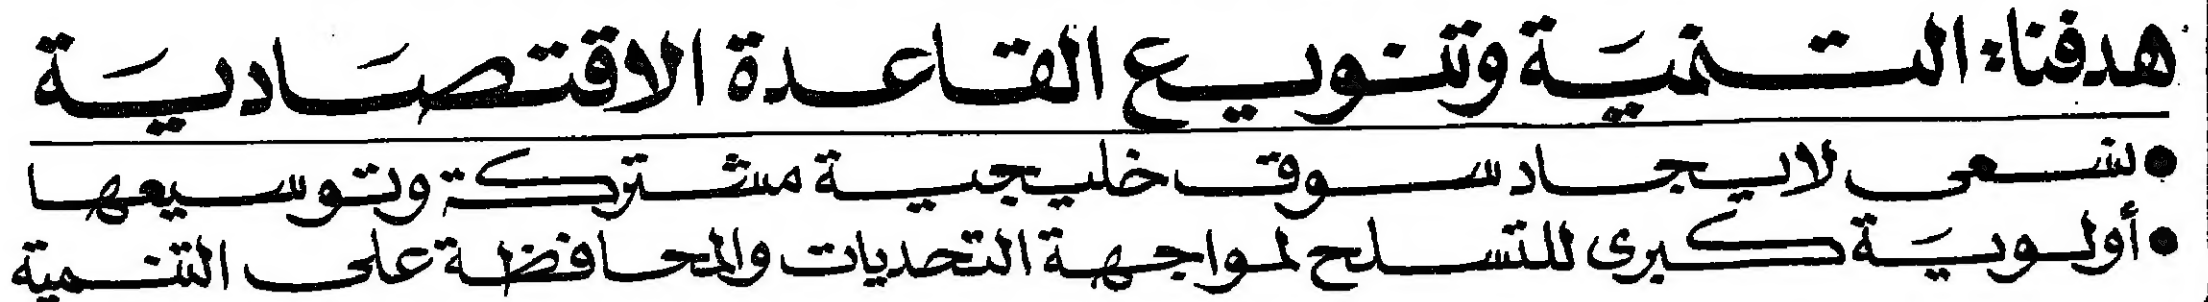 هدفنا: التنمية وتنويع القاعدة الاقتصادية
• نسعى لايجاد سوق خليجية مشتركة وتوسيعها
• أولوية كبرى للتسلح لمواجهة التحديات والمحافظة على التنمية